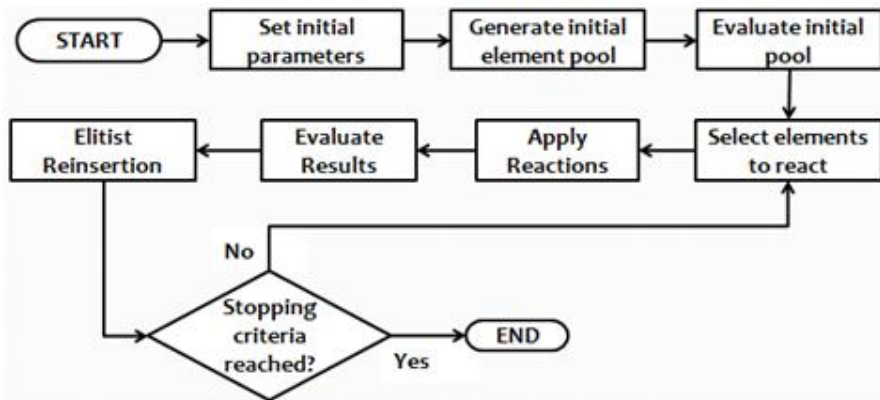 START
Set initial
parameters
Generate initial
element pool
Evaluate initial
pool
Elitist
Reinsertion
Evaluate
Results
Apply
Reactions
Select elements
to react
No
Stopping
criteria
reached?
Yes
END